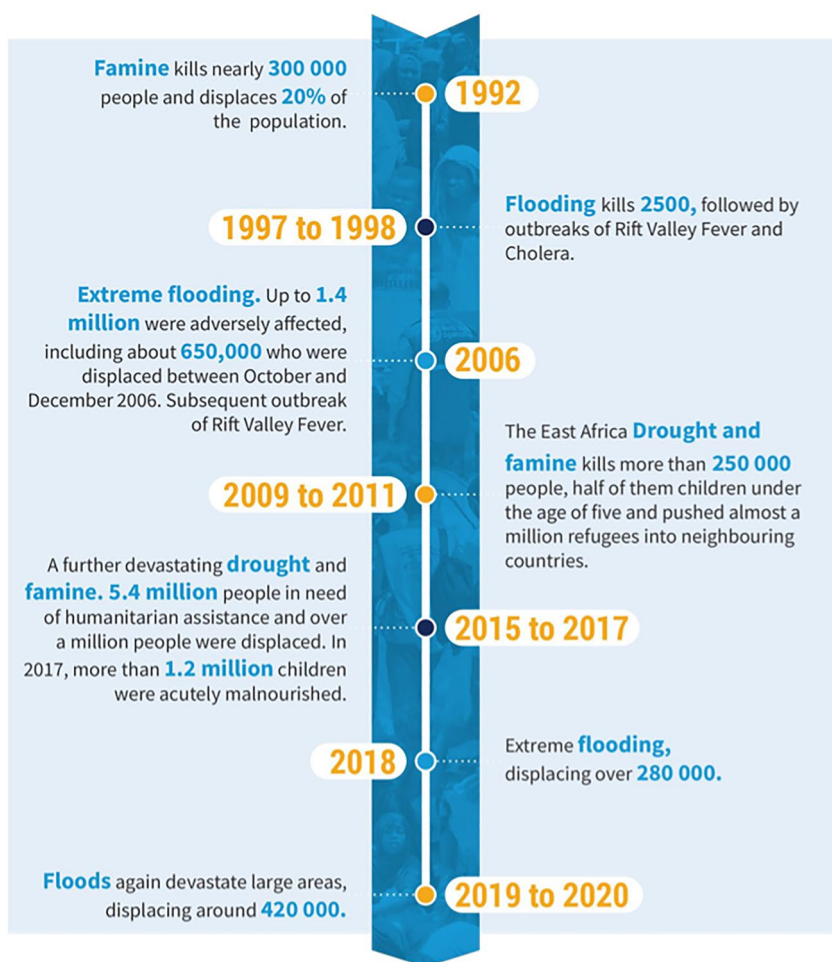 Famine kills nearly 300 000
people and displaces 20% of
the population.
1992
1997 to 1998
Flooding kills 2500, followed by
outbreaks of Rift Valley Fever and
Cholera.
Extreme flooding. Up to 1.4
million were adversely affected,
including about 650,000 who were
displaced between October and
December 2006. Subsequent outbreak
of Rift Valley Fever.
2006
2009 to 2011
The East Africa Drought and
famine kills more than 250 000
people, half of them children under
the age of five and pushed almost a
million refugees into neighbouring
countries.
A further devastating drought and
famine. 5.4 million people in need
of humanitarian assistance and over
a million people were displaced. In
2017, more than 1.2 million children
were acutely malnourished.
2015 to 2017
2018
Extreme flooding,
displacing over 280 000.
Floods again devastate large areas,
displacing around 420 000.
2019 to 2020